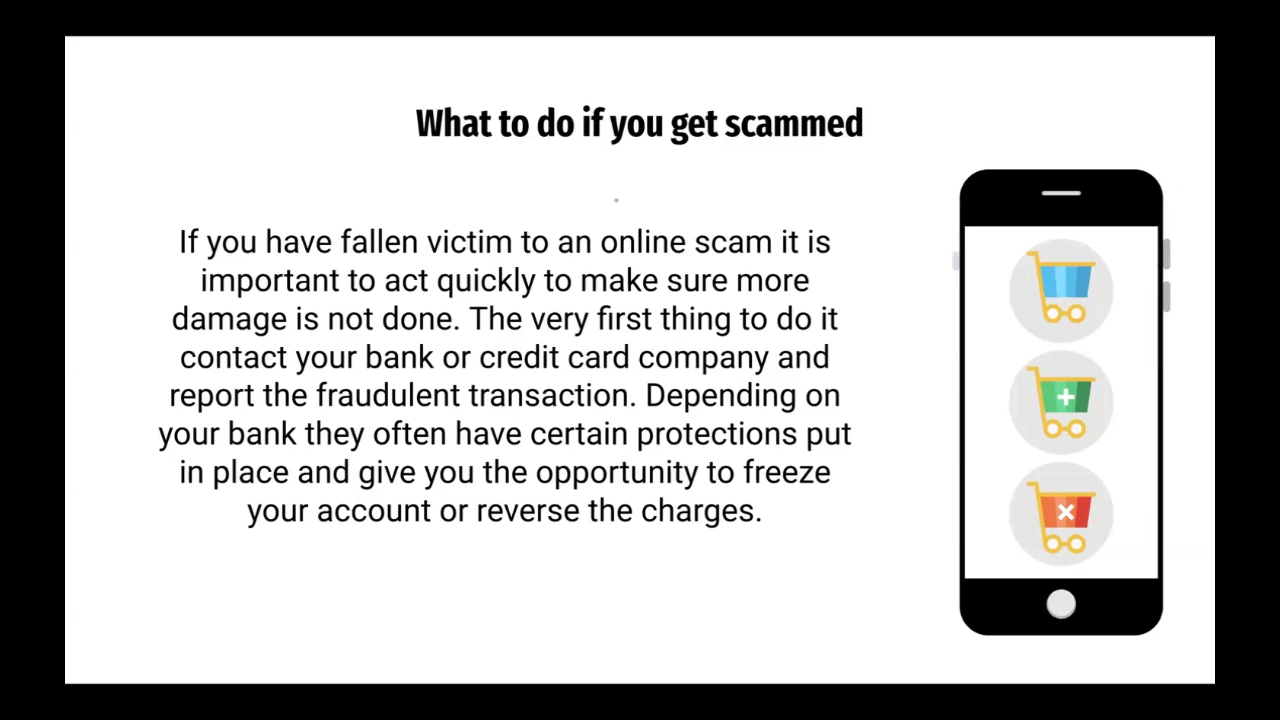 What to do if you get scammed
If you have fallen victim to an online scam it is
important to act quickly to make sure more
damage is not done. The very first thing to do it
contact your bank or credit card company and
report the fraudulent transaction. Depending on
your bank they often have certain protections put
in place and give you the opportunity to freeze
your account or reverse the charges.